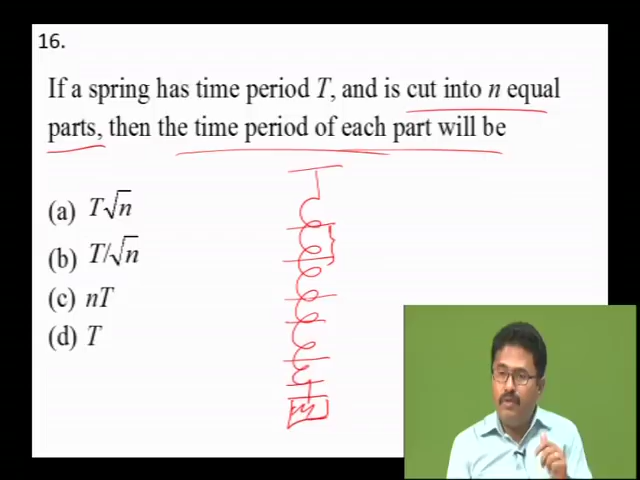 16.
If a spring has time period T, and is cut into n equal
parts, then the time period of each part will be
(a) T√n
(b) T/√n
(c) nT
(d) T
m